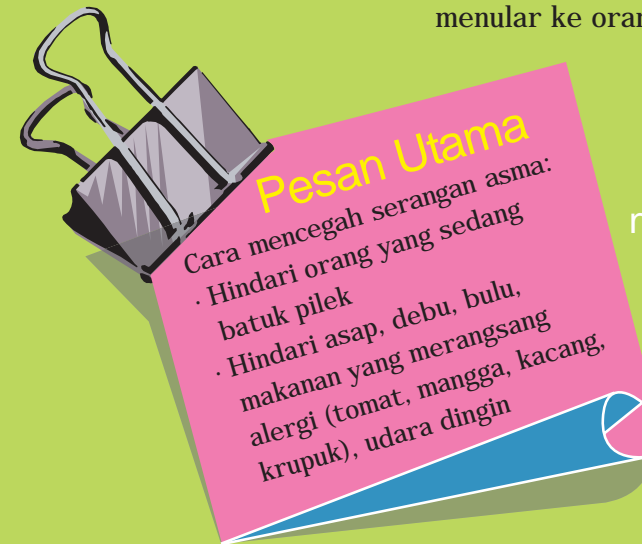 menular ke oran
Pesan Utama
Cara mencegah serangan asma:
· Hindari orang yang sedang
batuk pilek
· Hindari asap, debu, bulu,
makanan yang merangsang
alergi (tomat, mangga, kacang,
krupuk), udara dingin